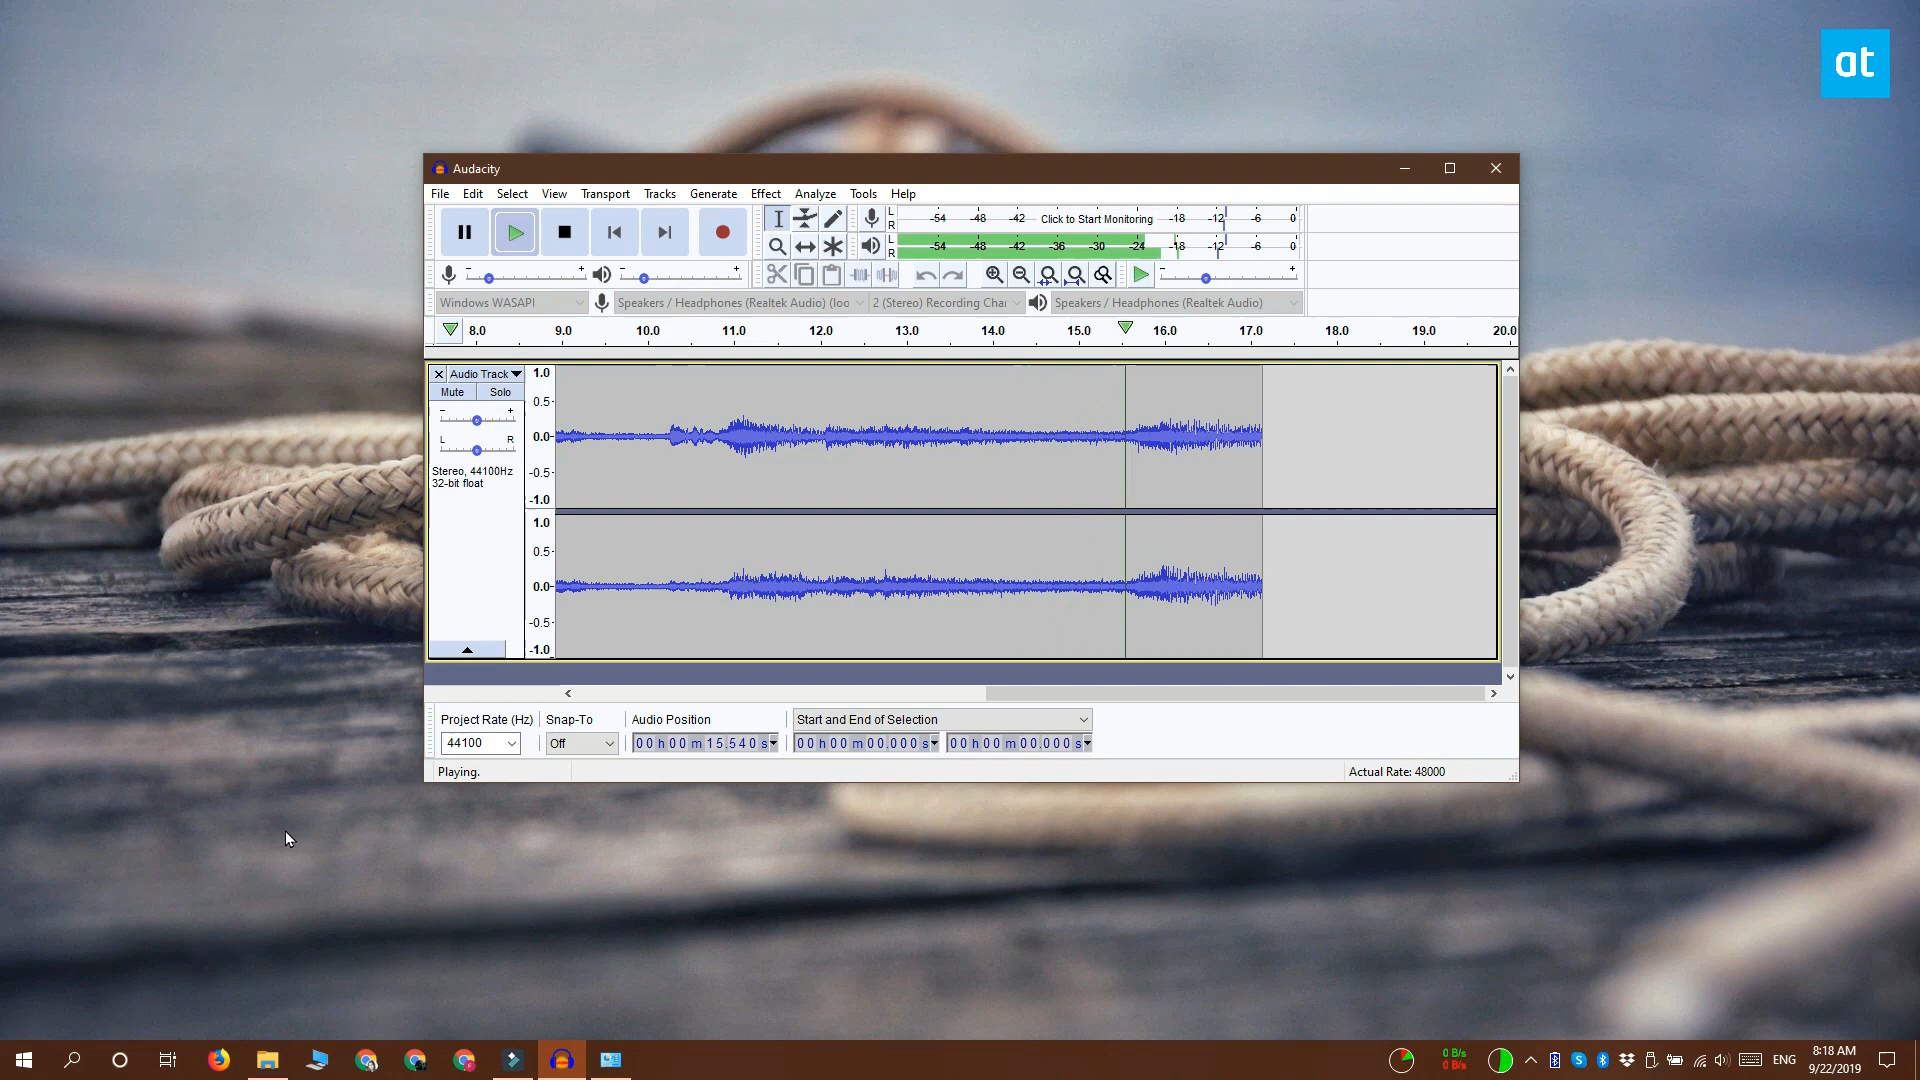 at
Audacity
File Edit Select View Transport Tracks Generate Effect Analyze Tools Help
L -54 -48 -42 Click to Start Monitoring -18 -12 -6 0
R
L -54 -48 -42 -36 -30 -24 -18 -12 -6 0
R
- + - + - +
Windows WASAPI Speakers / Headphones (Realtek Audio) (loo 2 (Stereo) Recording Cha Speakers / Headphones (Realtek Audio)
8.0 9.0 10.0 11.0 12.0 13.0 14.0 15.0 16.0 17.0 18.0 19.0 20.0
Audio Track 1.0
Mute Solo
0.5
- +
0.0
L R
Stereo, 44100Hz -0.5
32-bit float
-1.0
1.0
0.5
0.0
-0.5
-1.0
Project Rate (Hz) Snap-To Audio Position Start and End of Selection
44100 Off 00 h 00 m 15.540 s 00 h 00 m 00.000 s 00 h 00 m 00.000 s
Playing. Actual Rate: 48000
0 B/s 8:18 AM
0 B/s ENG
9/22/2019